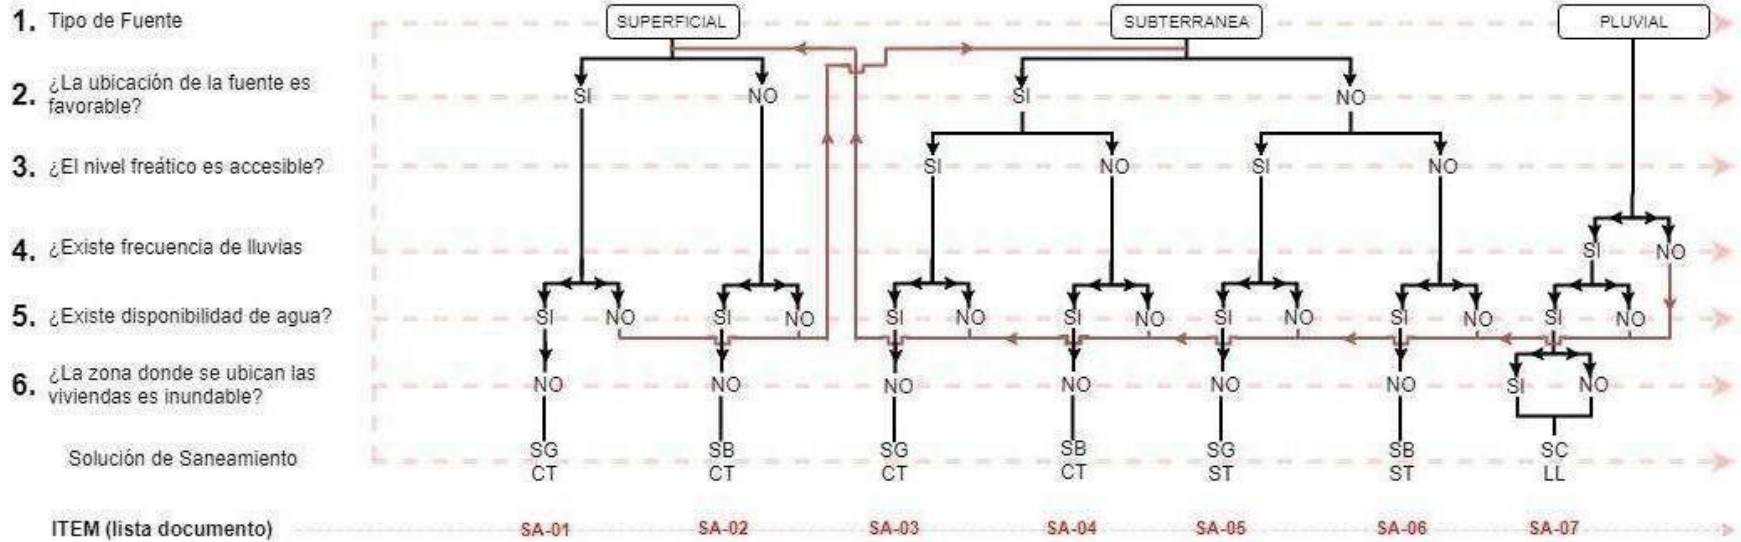 1. Tipo de Fuente SUPERFICIAL SUBTERRANEA PLUVIAL
2. ¿La ubicación de la fuente es
favorable?
SI NO SI NO
3. ¿El nivel freático es accesible? SI NO SI NO
4. ¿Existe frecuencia de lluvias SI NO
5. ¿Existe disponibilidad de agua? SI NO SI NO SI NO SI NO SI NO SI NO SI NO
6. ¿La zona donde se ubican las
viviendas es inundable?
NO NO NO NO NO NO SI NO
Solución de Saneamiento
SG SB SG SB SG SB SC
CT CT CT CT ST ST LL
ITEM (lista documento) SA-01 SA-02 SA-03 SA-04 SA-05 SA-06 SA-07